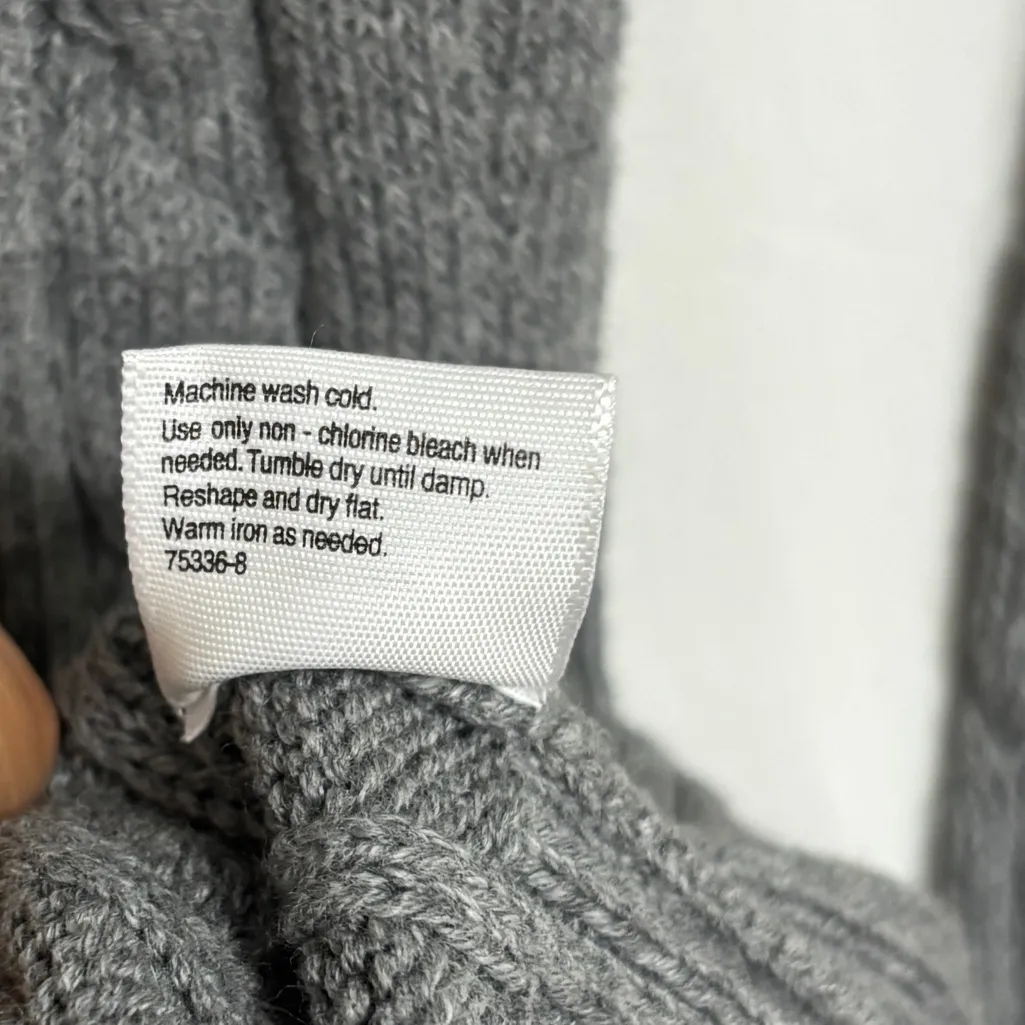 Machine wash cold.
Use only non - chlorine bleach when
needed. Tumble dry until damp.
Reshape and dry flat.
Warm iron as needed.
75336-8